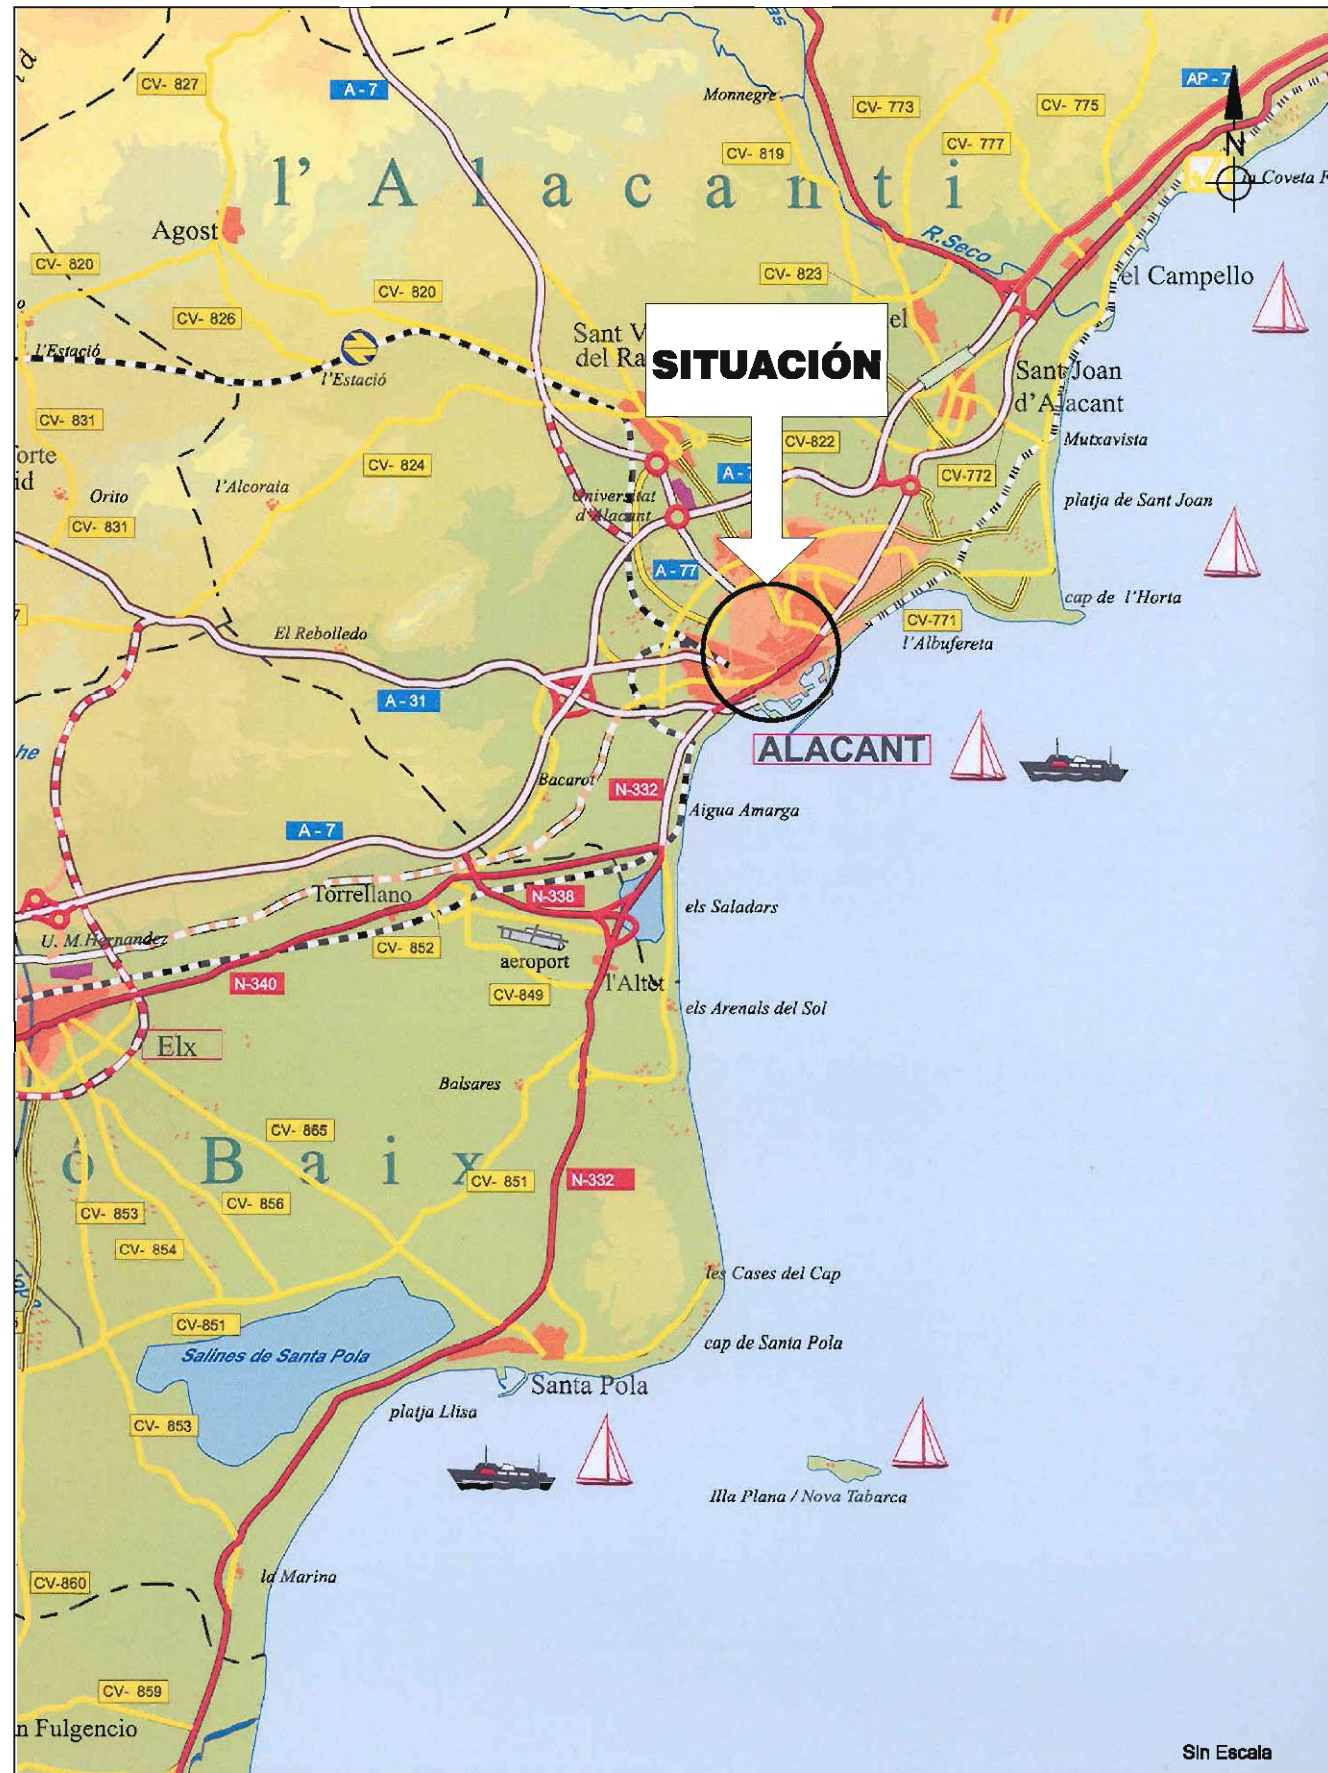 CV- 827
A - 7
AP - 7
Monnegre
CV- 773
CV- 775
CV- 777
CV- 819
N
l' A l a c a n t i
la Coveta F
Agost
R.Seco
CV- 820
CV- 823
el Campello
CV- 820
CV- 826
Sant V
del Ra
el
SITUACIÓN
l'Estació
l'Estació
Sant Joan
d'Alacant
CV- 831
CV-822
Mutxavista
orte
id
CV- 824
A - 7
CV-772
Orito
l'Alcoraia
Universitat
d'Alacant
platja de Sant Joan
CV- 831
A - 77
cap de l'Horta
CV-771
El Rebolledo
l'Albufereta
A - 31
he
ALACANT
Bacarot
N-332
Aigua Amarga
A - 7
Torrellano
N-338
els Saladars
U. M.Hernandez
CV- 852
aeroport
N-340
l'Altet
CV-849
els Arenals del Sol
Elx
Balsares
CV- 865
ó B a i x
CV- 851
N-332
CV- 853
CV- 856
CV- 854
les Cases del Cap
CV-851
Salines de Santa Pola
cap de Santa Pola
Santa Pola
platja Llisa
CV- 853
Illa Plana / Nova Tabarca
la Marina
CV-860
CV- 859
n Fulgencio
Sin Escala